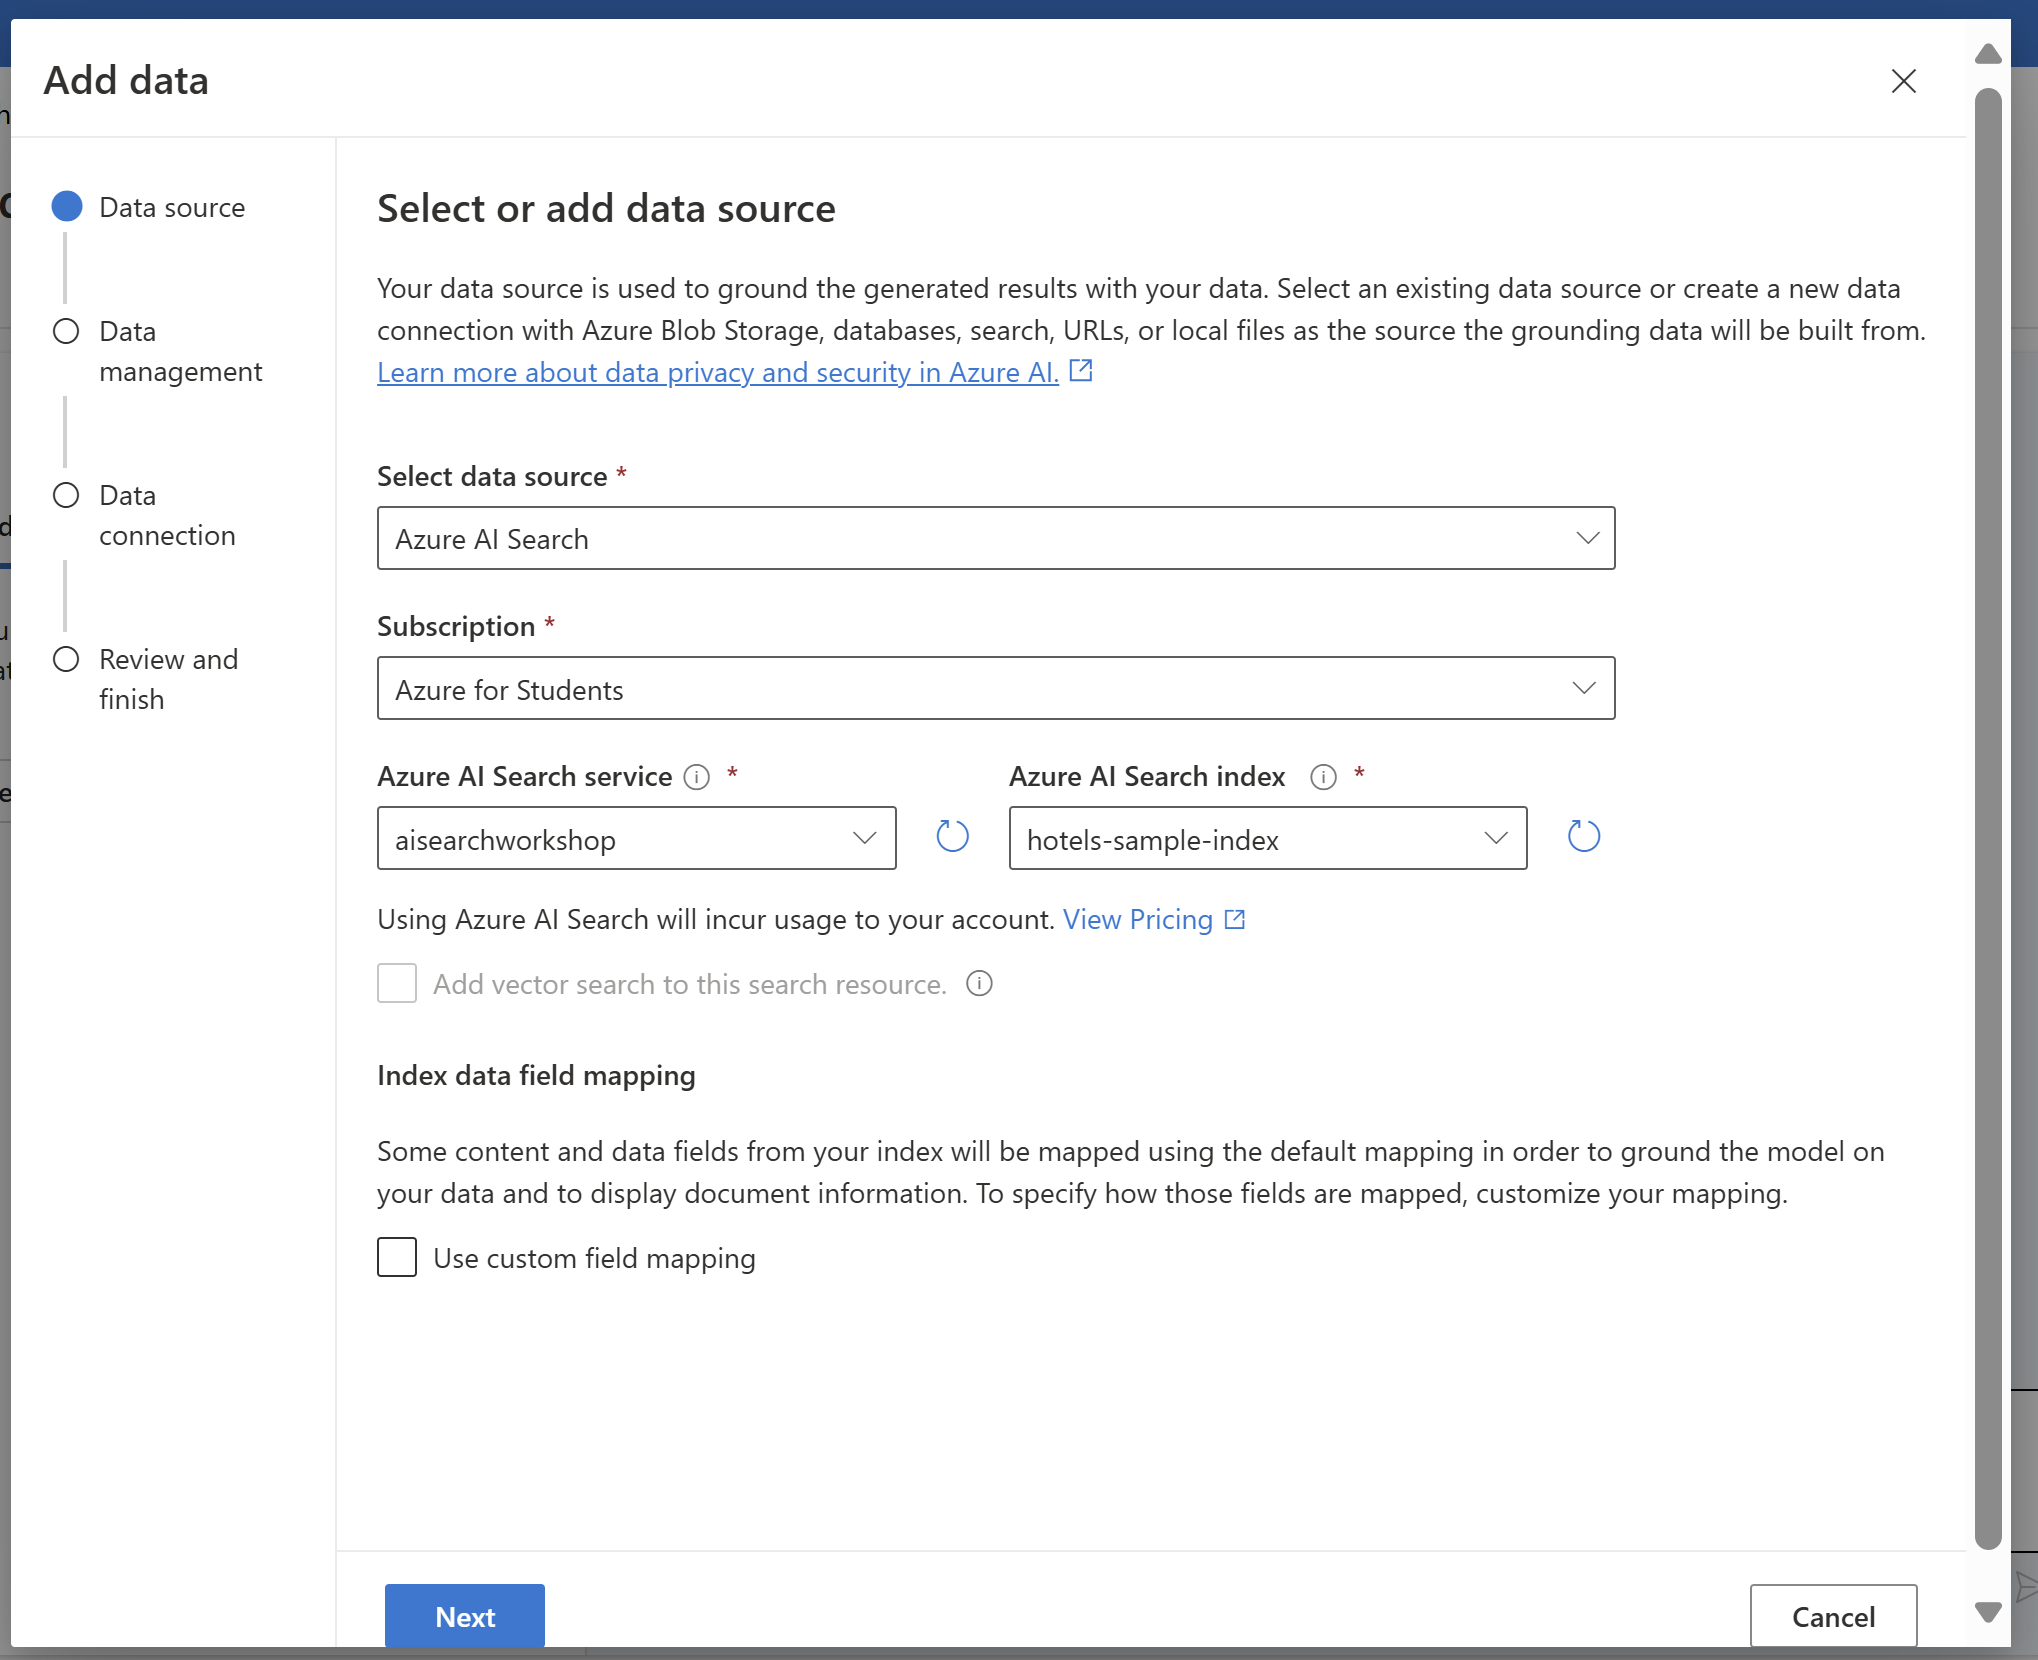 Add data
Data source
Data
management
Data
connection
Review and
finish
Select or add data source
Your data source is used to ground the generated results with your data. Select an existing data source or create a new data
connection with Azure Blob Storage, databases, search, URLs, or local files as the source the grounding data will be built from.
Learn more about data privacy and security in Azure AI.
Select data source *
Azure AI Search
Subscription *
Azure for Students
Azure AI Search service *
aisearchworkshop
Azure AI Search index *
hotels-sample-index
Using Azure AI Search will incur usage to your account. View Pricing
Add vector search to this search resource.
Index data field mapping
Some content and data fields from your index will be mapped using the default mapping in order to ground the model on
your data and to display document information. To specify how those fields are mapped, customize your mapping.
Use custom field mapping
Next
Cancel